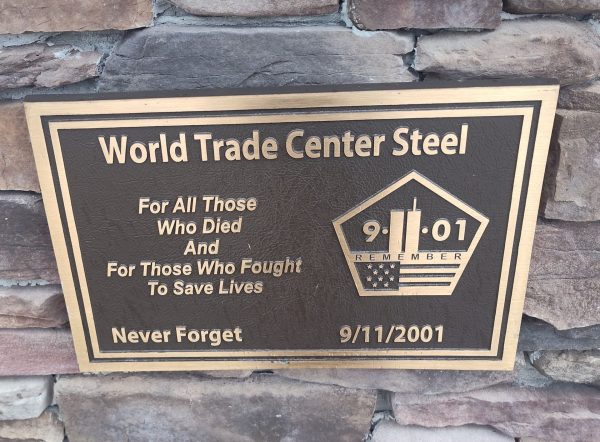 World Trade Center Steel
For All Those
Who Died
And
For Those Who Fought
To Save Lives
9 · 11 · 01
REMEMBER
Never Forget
9/11/2001